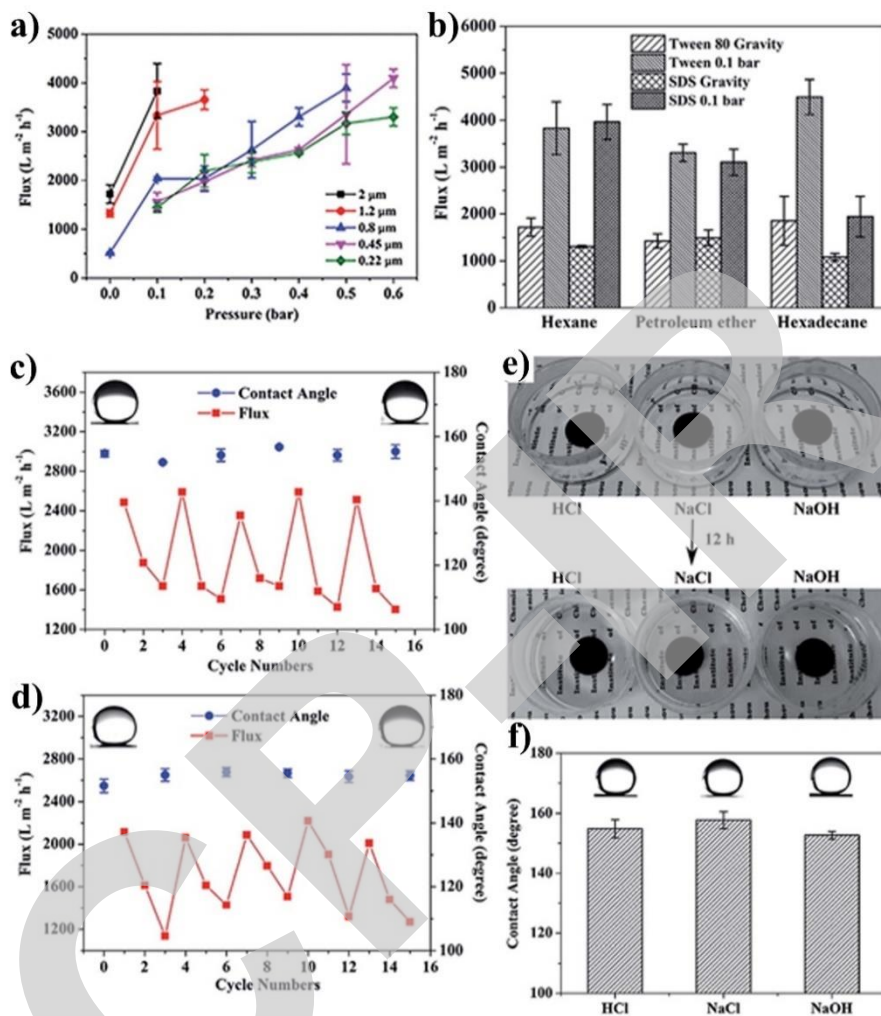 a)
5000
4000
3000
2000
1000
0
Flux (L m⁻² h⁻¹)
2 μm
1.2 μm
0.8 μm
0.45 μm
0.22 μm
0.0 0.1 0.2 0.3 0.4 0.5 0.6
Pressure (bar)
b)
6000
5000
4000
3000
2000
1000
0
Flux (L m⁻² h⁻¹)
Tween 80 Gravity
Tween 0.1 bar
SDS Gravity
SDS 0.1 bar
Hexane Petroleum ether Hexadecane
c)
3600
3200
2800
2400
2000
1600
1200
Flux (L m⁻² h⁻¹)
Contact Angle
Flux
180
160
140
120
100
Contact Angle (degree)
0 2 4 6 8 10 12 14 16
Cycle Numbers
d)
3200
2800
2400
2000
1600
1200
Flux (L m⁻² h⁻¹)
Contact Angle
Flux
180
160
140
120
100
Contact Angle (degree)
0 2 4 6 8 10 12 14 16
Cycle Numbers
e)
HCl NaCl NaOH
12 h
HCl NaCl NaOH
Institute of
f)
180
160
140
120
100
Contact Angle (degree)
HCl NaCl NaOH